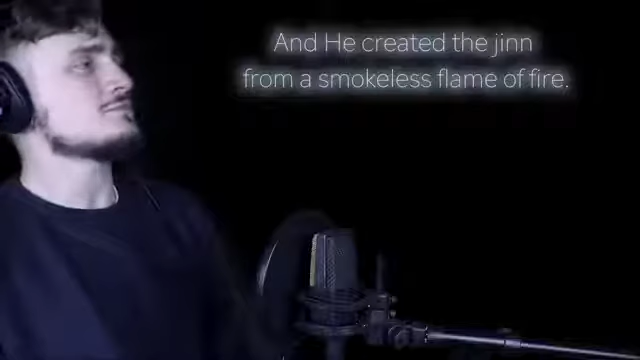 And He created the jinn
from a smokeless flame of fire.